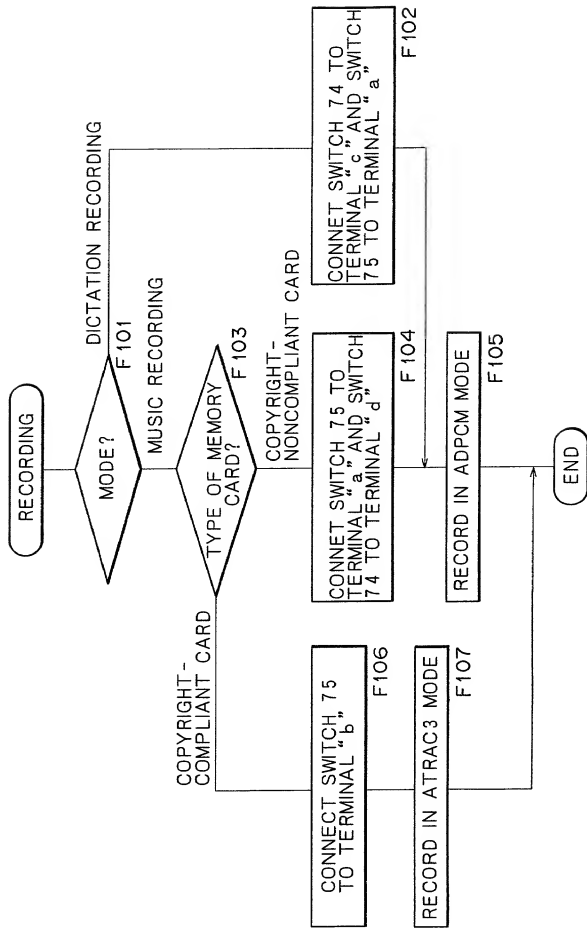 RECORDING
MODE?
F101
DICTATION RECORDING
MUSIC RECORDING
TYPE OF MEMORY
CARD?
F103
COPYRIGHT-
COMPLIANT CARD
COPYRIGHT-
NONCOMPLIANT CARD
CONNECT SWITCH 75
TO TERMINAL "b"
F106
CONNET SWITCH 75 TO
TERMINAL "a" AND SWITCH
74 TO TERMINAL "d"
F104
CONNET SWITCH 74 TO
TERMINAL "c" AND SWITCH
75 TO TERMINAL "a"
F102
RECORD IN ATRAC3 MODE
F107
RECORD IN ADPCM MODE
F105
END